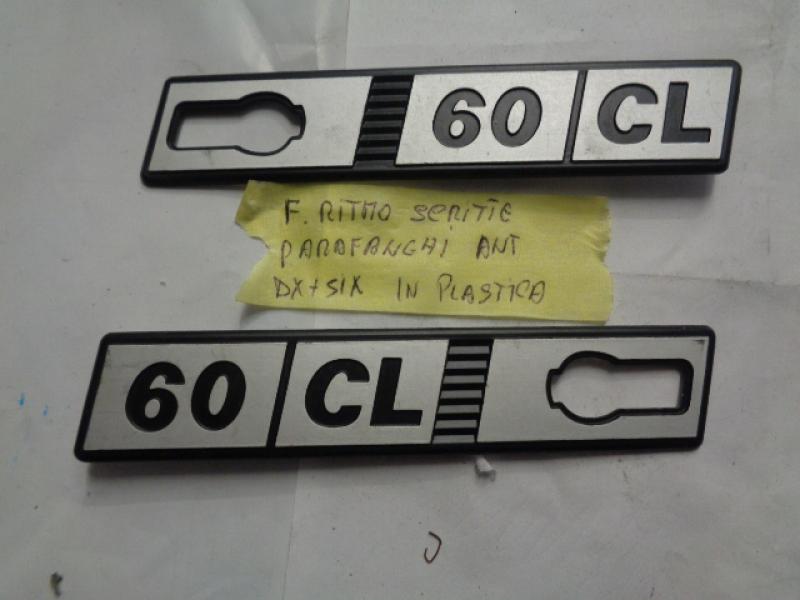 60 CL
F. RITMO SCRITTE
PARAFANGHI ANT
DX+SIX IN PLASTICA
60 CL